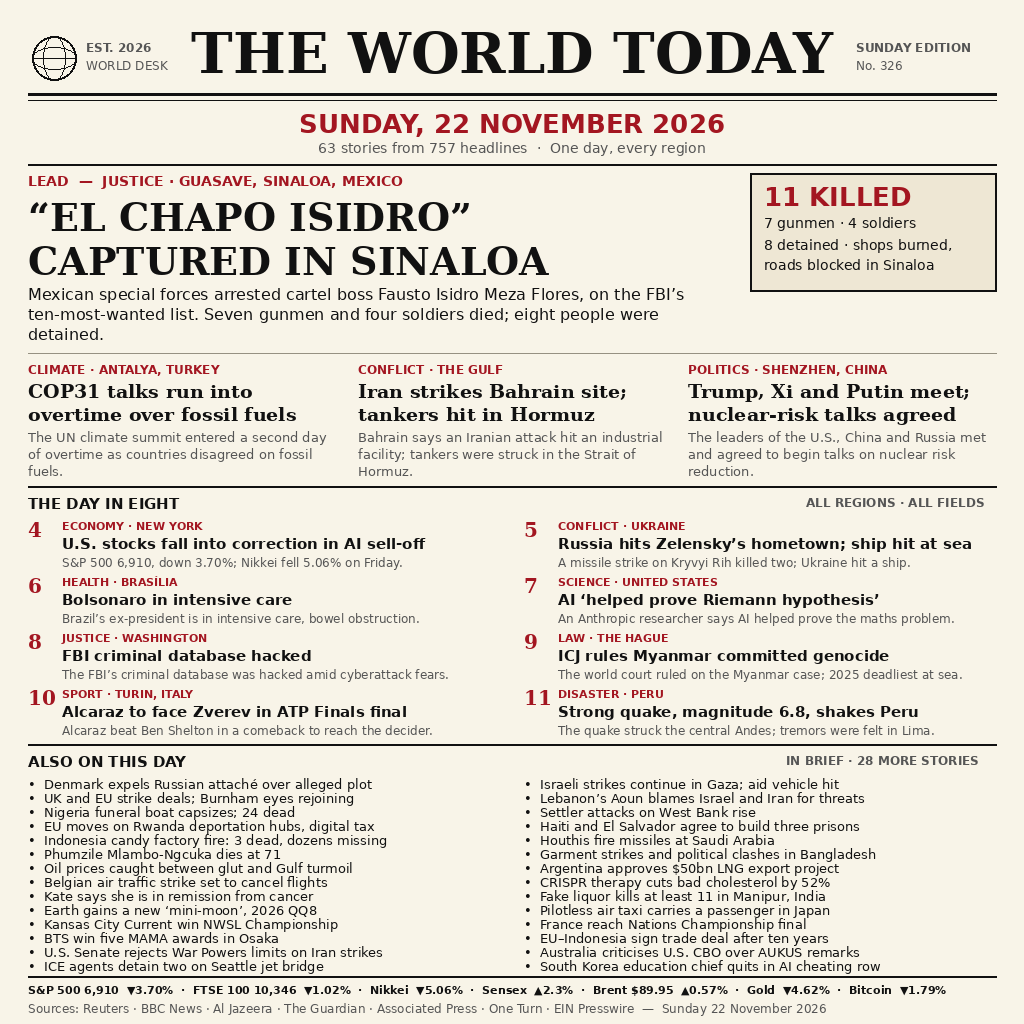 EST. 2026
WORLD DESK
THE WORLD TODAY
SUNDAY EDITION
No. 326
SUNDAY, 22 NOVEMBER 2026
63 stories from 757 headlines · One day, every region
LEAD — JUSTICE · GUASAVE, SINALOA, MEXICO
“EL CHAPO ISIDRO”
CAPTURED IN SINALOA
Mexican special forces arrested cartel boss Fausto Isidro Meza Flores, on the FBI’s
ten-most-wanted list. Seven gunmen and four soldiers died; eight people were
detained.
11 KILLED
7 gunmen · 4 soldiers
8 detained · shops burned,
roads blocked in Sinaloa
CLIMATE · ANTALYA, TURKEY
COP31 talks run into
overtime over fossil fuels
The UN climate summit entered a second day
of overtime as countries disagreed on fossil
fuels.
CONFLICT · THE GULF
Iran strikes Bahrain site;
tankers hit in Hormuz
Bahrain says an Iranian attack hit an industrial
facility; tankers were struck in the Strait of
Hormuz.
POLITICS · SHENZHEN, CHINA
Trump, Xi and Putin meet;
nuclear-risk talks agreed
The leaders of the U.S., China and Russia met
and agreed to begin talks on nuclear risk
reduction.
THE DAY IN EIGHT
ALL REGIONS · ALL FIELDS
4 ECONOMY · NEW YORK
U.S. stocks fall into correction in AI sell-off
S&P 500 6,910, down 3.70%; Nikkei fell 5.06% on Friday.
5 CONFLICT · UKRAINE
Russia hits Zelensky’s hometown; ship hit at sea
A missile strike on Kryvyi Rih killed two; Ukraine hit a ship.
6 HEALTH · BRASÍLIA
Bolsonaro in intensive care
Brazil’s ex-president is in intensive care, bowel obstruction.
7 SCIENCE · UNITED STATES
AI ‘helped prove Riemann hypothesis’
An Anthropic researcher says AI helped prove the maths problem.
8 JUSTICE · WASHINGTON
FBI criminal database hacked
The FBI’s criminal database was hacked amid cyberattack fears.
9 LAW · THE HAGUE
ICJ rules Myanmar committed genocide
The world court ruled on the Myanmar case; 2025 deadliest at sea.
10 SPORT · TURIN, ITALY
Alcaraz to face Zverev in ATP Finals final
Alcaraz beat Ben Shelton in a comeback to reach the decider.
11 DISASTER · PERU
Strong quake, magnitude 6.8, shakes Peru
The quake struck the central Andes; tremors were felt in Lima.
ALSO ON THIS DAY
IN BRIEF · 28 MORE STORIES
• Denmark expels Russian attaché over alleged plot
• UK and EU strike deals; Burnham eyes rejoining
• Nigeria funeral boat capsizes; 24 dead
• EU moves on Rwanda deportation hubs, digital tax
• Indonesia candy factory fire: 3 dead, dozens missing
• Phumzile Mlambo-Ngcuka dies at 71
• Oil prices caught between glut and Gulf turmoil
• Belgian air traffic strike set to cancel flights
• Kate says she is in remission from cancer
• Earth gains a new ‘mini-moon’, 2026 QQ8
• Kansas City Current win NWSL Championship
• BTS win five MAMA awards in Osaka
• U.S. Senate rejects War Powers limits on Iran strikes
• ICE agents detain two on Seattle jet bridge
• Israeli strikes continue in Gaza; aid vehicle hit
• Lebanon’s Aoun blames Israel and Iran for threats
• Settler attacks on West Bank rise
• Haiti and El Salvador agree to build three prisons
• Houthis fire missiles at Saudi Arabia
• Garment strikes and political clashes in Bangladesh
• Argentina approves $50bn LNG export project
• CRISPR therapy cuts bad cholesterol by 52%
• Fake liquor kills at least 11 in Manipur, India
• Pilotless air taxi carries a passenger in Japan
• France reach Nations Championship final
• EU–Indonesia sign trade deal after ten years
• Australia criticises U.S. CBO over AUKUS remarks
• South Korea education chief quits in AI cheating row
S&P 500 6,910 ▼3.70% · FTSE 100 10,346 ▼1.02% · Nikkei ▼5.06% · Sensex ▲2.3% · Brent $89.95 ▲0.57% · Gold ▼4.62% · Bitcoin ▼1.79%
Sources: Reuters · BBC News · Al Jazeera · The Guardian · Associated Press · One Turn · EIN Presswire — Sunday 22 November 2026